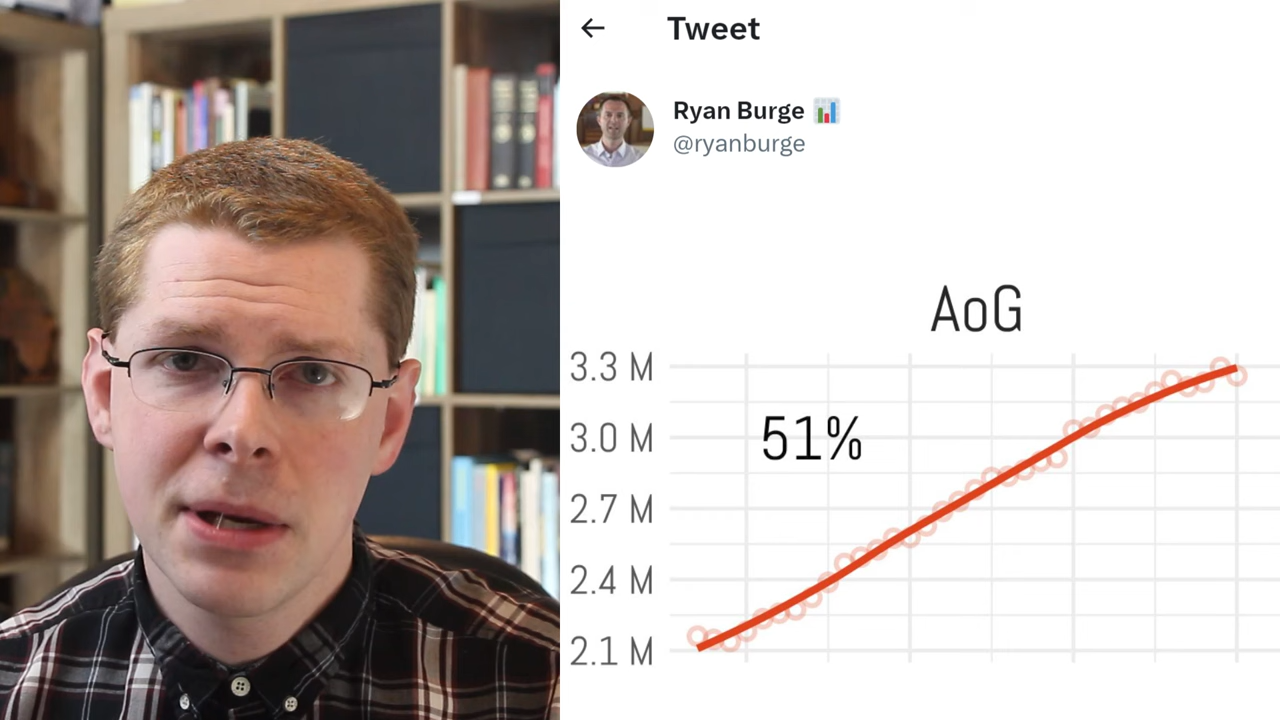 Tweet
Ryan Burge
@ryanburge
AoG
3.3 M
51%
3.0 M
2.7 M
2.4 M
2.1 M